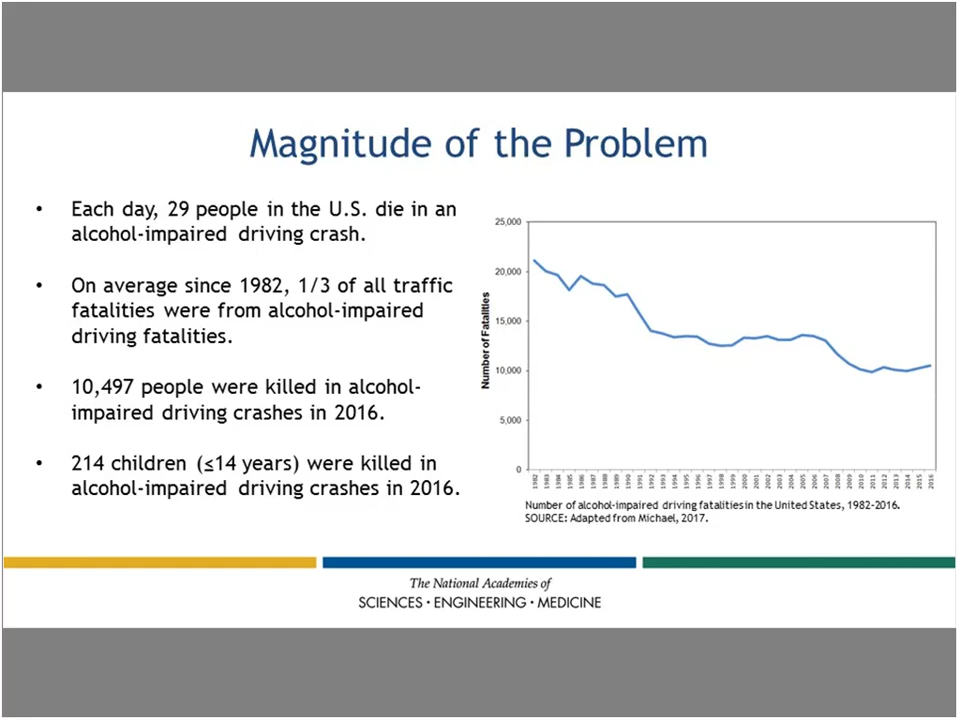 Magnitude of the Problem
• Each day, 29 people in the U.S. die in an
alcohol-impaired driving crash.
• On average since 1982, 1/3 of all traffic
fatalities were from alcohol-impaired
driving fatalities.
• 10,497 people were killed in alcohol-
impaired driving crashes in 2016.
• 214 children (≤14 years) were killed in
alcohol-impaired driving crashes in 2016.
25,000
20,000
15,000
10,000
5,000
0
Number of Fatalities
1982 1983 1984 1985 1986 1987 1988 1989 1990 1991 1992 1993 1994 1995 1996 1997 1998 1999 2000 2001 2002 2003 2004 2005 2006 2007 2008 2009 2010 2011 2012 2013 2014 2015 2016
Number of alcohol-impaired driving fatalities in the United States, 1982-2016.
SOURCE: Adapted from Michael, 2017.
The National Academies of
SCIENCES · ENGINEERING · MEDICINE